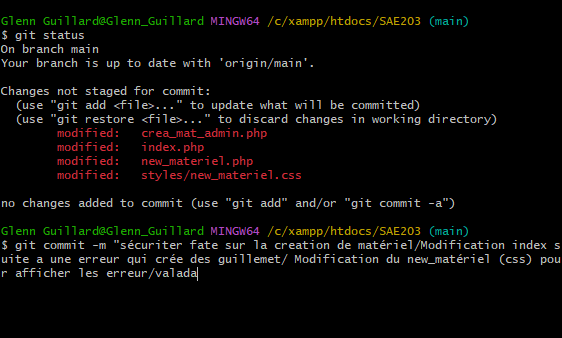 Glenn Guillard@Glenn_Guillard MINGW64 /c/xampp/htdocs/SAE203 (main)
$ git status
On branch main
Your branch is up to date with 'origin/main'.
Changes not staged for commit:
(use "git add <file>..." to update what will be committed)
(use "git restore <file>..." to discard changes in working directory)
modified: crea_mat_admin.php
modified: index.php
modified: new_materiel.php
modified: styles/new_materiel.css
no changes added to commit (use "git add" and/or "git commit -a")
Glenn Guillard@Glenn_Guillard MINGW64 /c/xampp/htdocs/SAE203 (main)
$ git commit -m "sécuriter fate sur la creation de matériel/Modification index s
uite a une erreur qui crée des guillemet/ Modification du new_matériel (css) pou
r afficher les erreur/valada